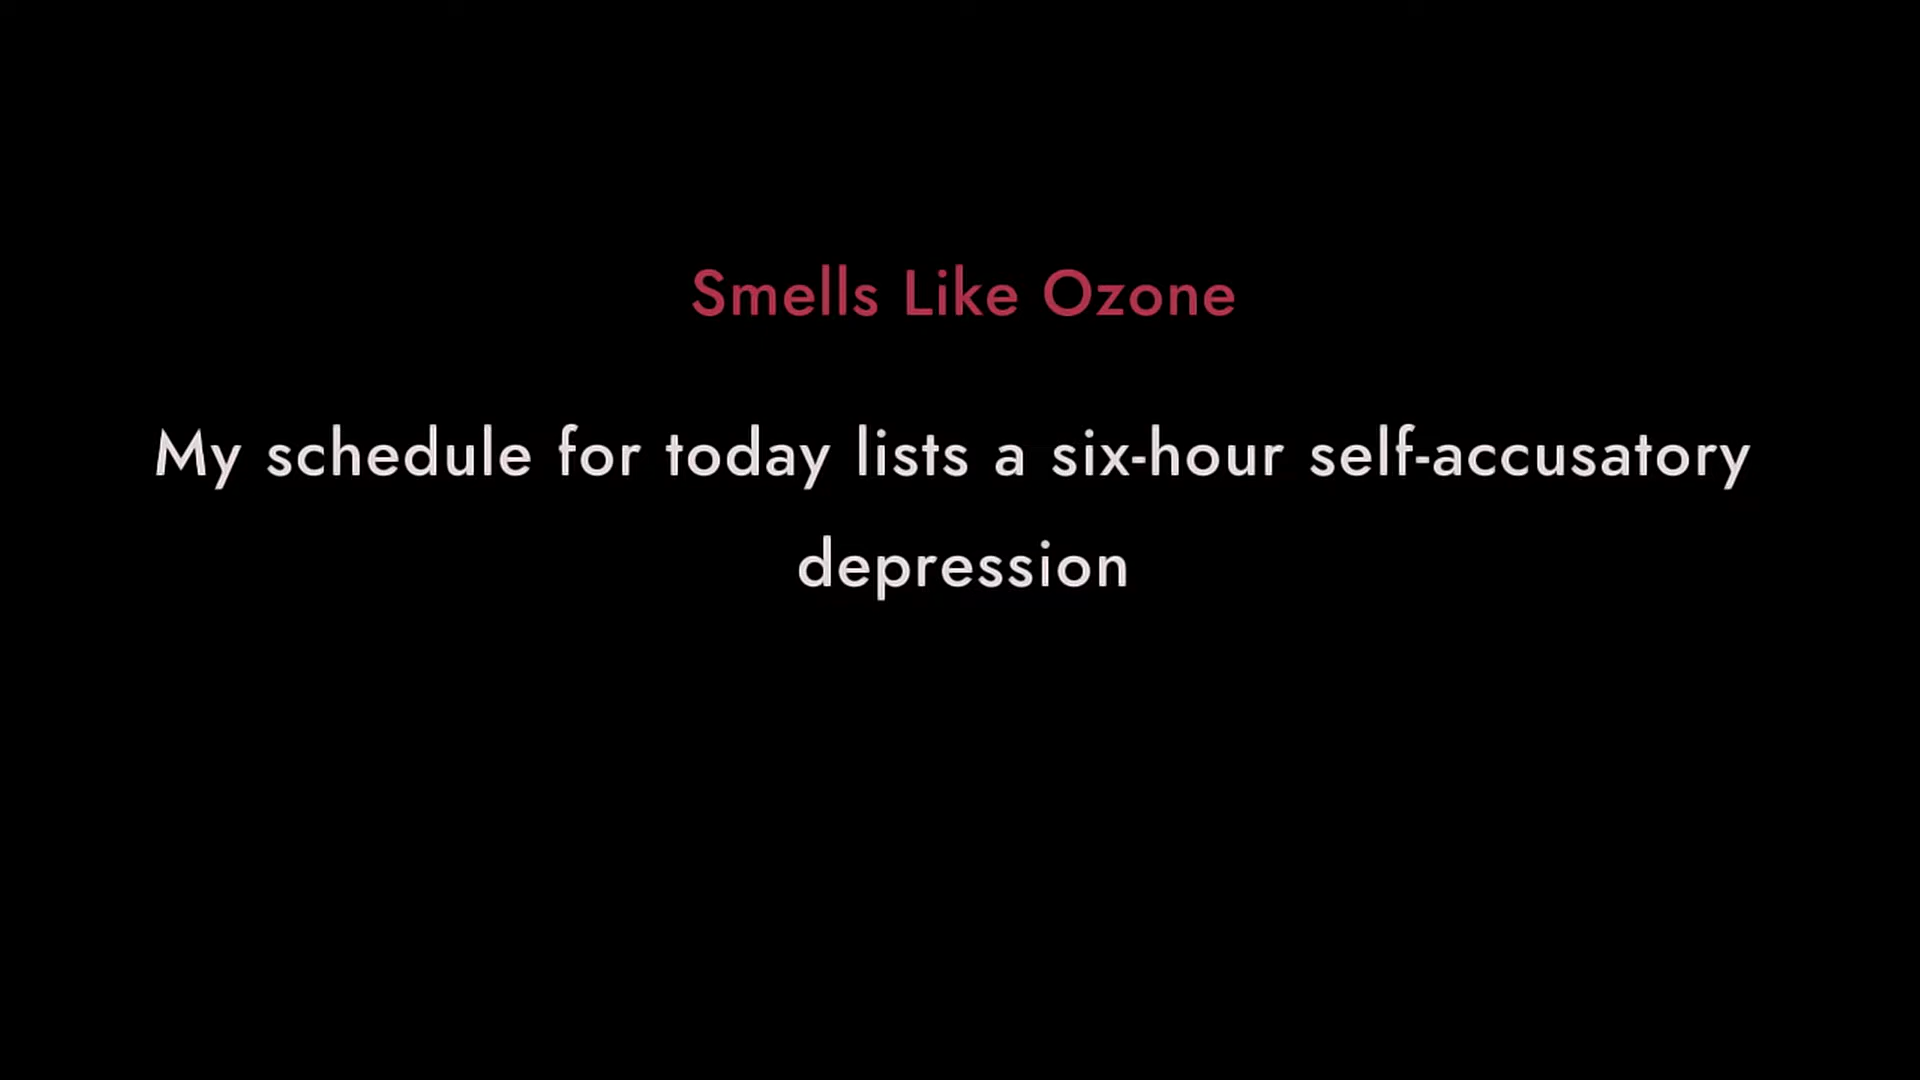 Smells Like Ozone
My schedule for today lists a six-hour self-accusatory
depression